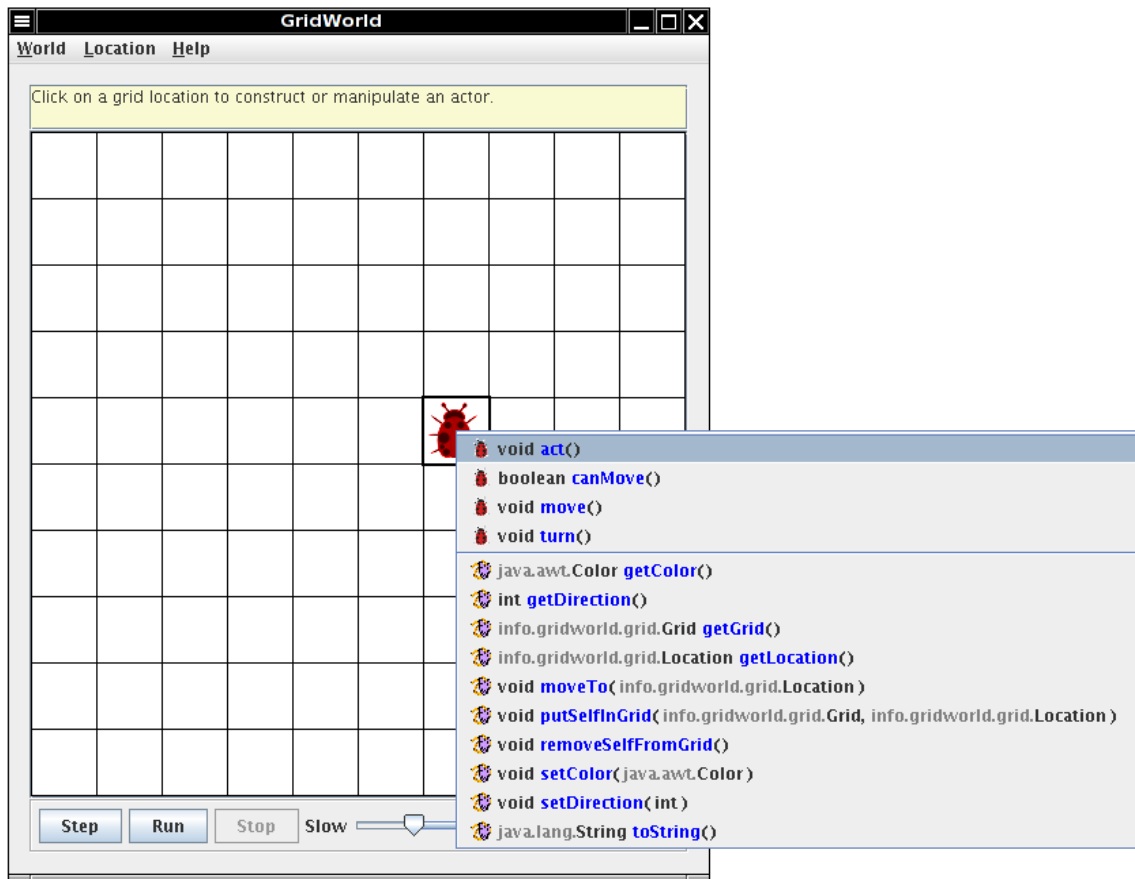 GridWorld
World Location Help
Click on a grid location to construct or manipulate an actor.
void act()
boolean canMove()
void move()
void turn()
java.awt.Color getColor()
int getDirection()
info.gridworld.grid.Grid getGrid()
info.gridworld.grid.Location getLocation()
void moveTo(info.gridworld.grid.Location)
void putSelfInGrid(info.gridworld.grid.Grid, info.gridworld.grid.Location)
void removeSelfFromGrid()
void setColor(java.awt.Color)
void setDirection(int)
java.lang.String toString()
Step Run Stop Slow